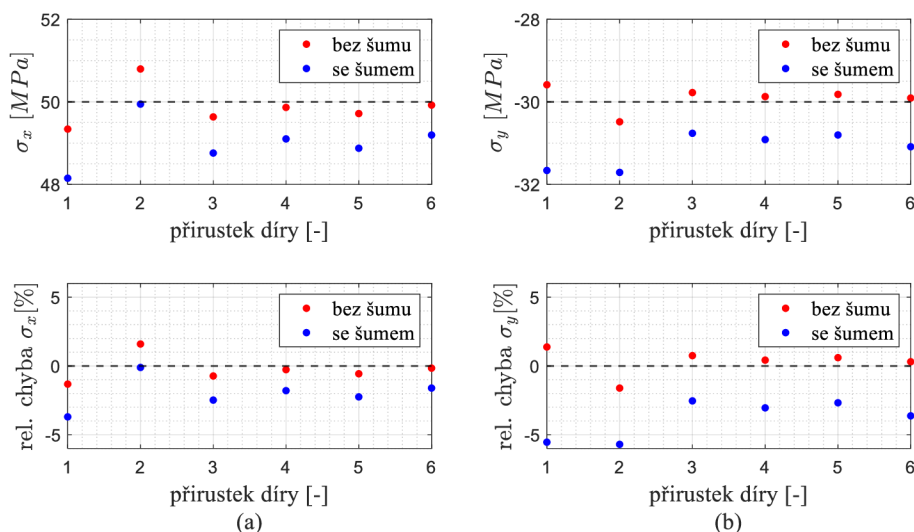 52
50
48
σx [MPa]
bez šumu
se šumem
1 2 3 4 5 6
přirustek díry [-]
-28
-30
-32
σy [MPa]
bez šumu
se šumem
1 2 3 4 5 6
přirustek díry [-]
5
0
-5
rel. chyba σx[%]
bez šumu
se šumem
1 2 3 4 5 6
přirustek díry [-]
(a)
5
0
-5
rel. chyba σy[%]
bez šumu
se šumem
1 2 3 4 5 6
přirustek díry [-]
(b)